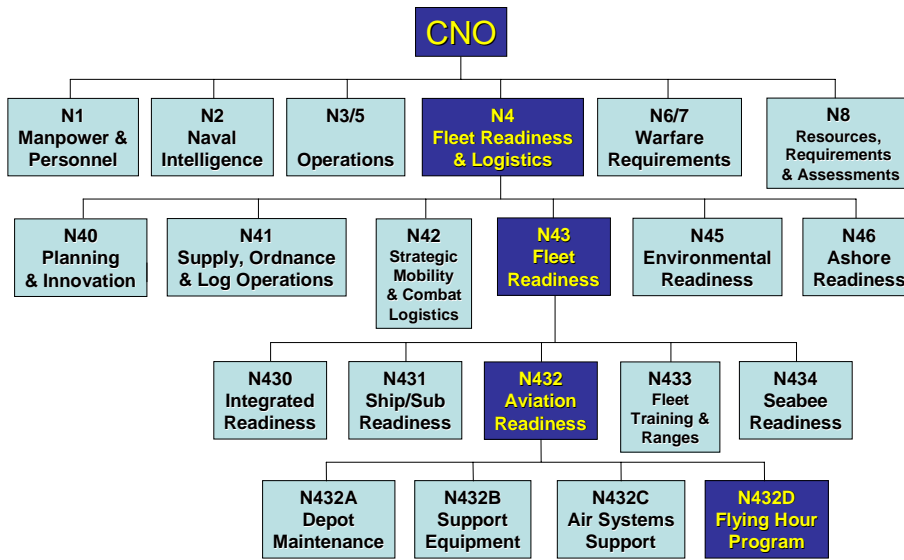 CNO
N1
Manpower &
Personnel
N2
Naval
Intelligence
N3/5
Operations
N4
Fleet Readiness
& Logistics
N6/7
Warfare
Requirements
N8
Resources,
Requirements
& Assessments
N40
Planning
& Innovation
N41
Supply, Ordnance
& Log Operations
N42
Strategic
Mobility
& Combat
Logistics
N43
Fleet
Readiness
N45
Environmental
Readiness
N46
Ashore
Readiness
N430
Integrated
Readiness
N431
Ship/Sub
Readiness
N432
Aviation
Readiness
N433
Fleet
Training &
Ranges
N434
Seabee
Readiness
N432A
Depot
Maintenance
N432B
Support
Equipment
N432C
Air Systems
Support
N432D
Flying Hour
Program